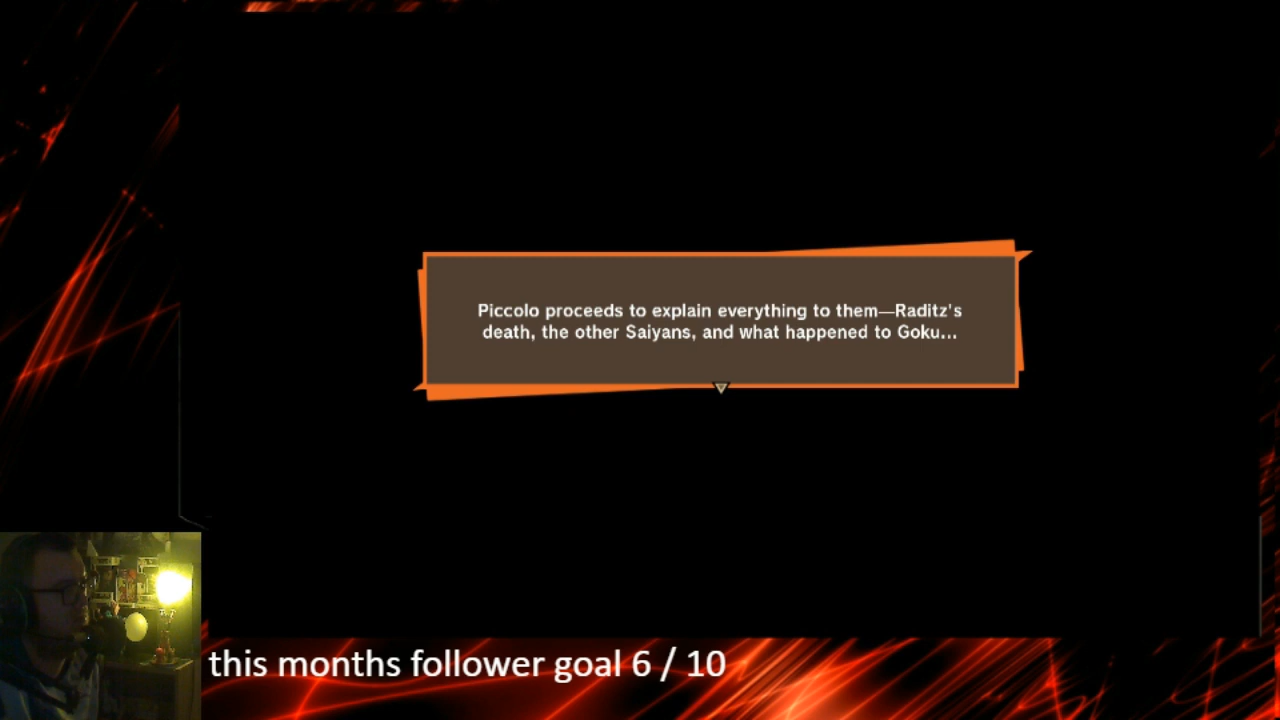 Piccolo proceeds to explain everything to them—Raditz's
death, the other Saiyans, and what happened to Goku...
this months follower goal 6 / 10